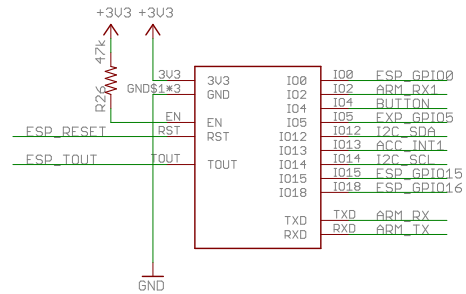 +3V3 +3V3
47k
R26
3V3 3V3 IO0 IO0 ESP_GPIO0
GND$1*3 GND IO2 IO2 ARM_RX1
IO4 IO4 BUTTON
EN EN IO5 IO5 EXP_GPIO5
ESP_RESET RST RST IO12 IO12 I2C_SDA
IO13 IO13 ACC_INT1
ESP_TOUT TOUT TOUT IO14 IO14 I2C_SCL
IO15 IO15 ESP_GPIO15
IO18 IO18 ESP_GPIO16
TXD TXD ARM_RX
RXD RXD ARM_TX
GND